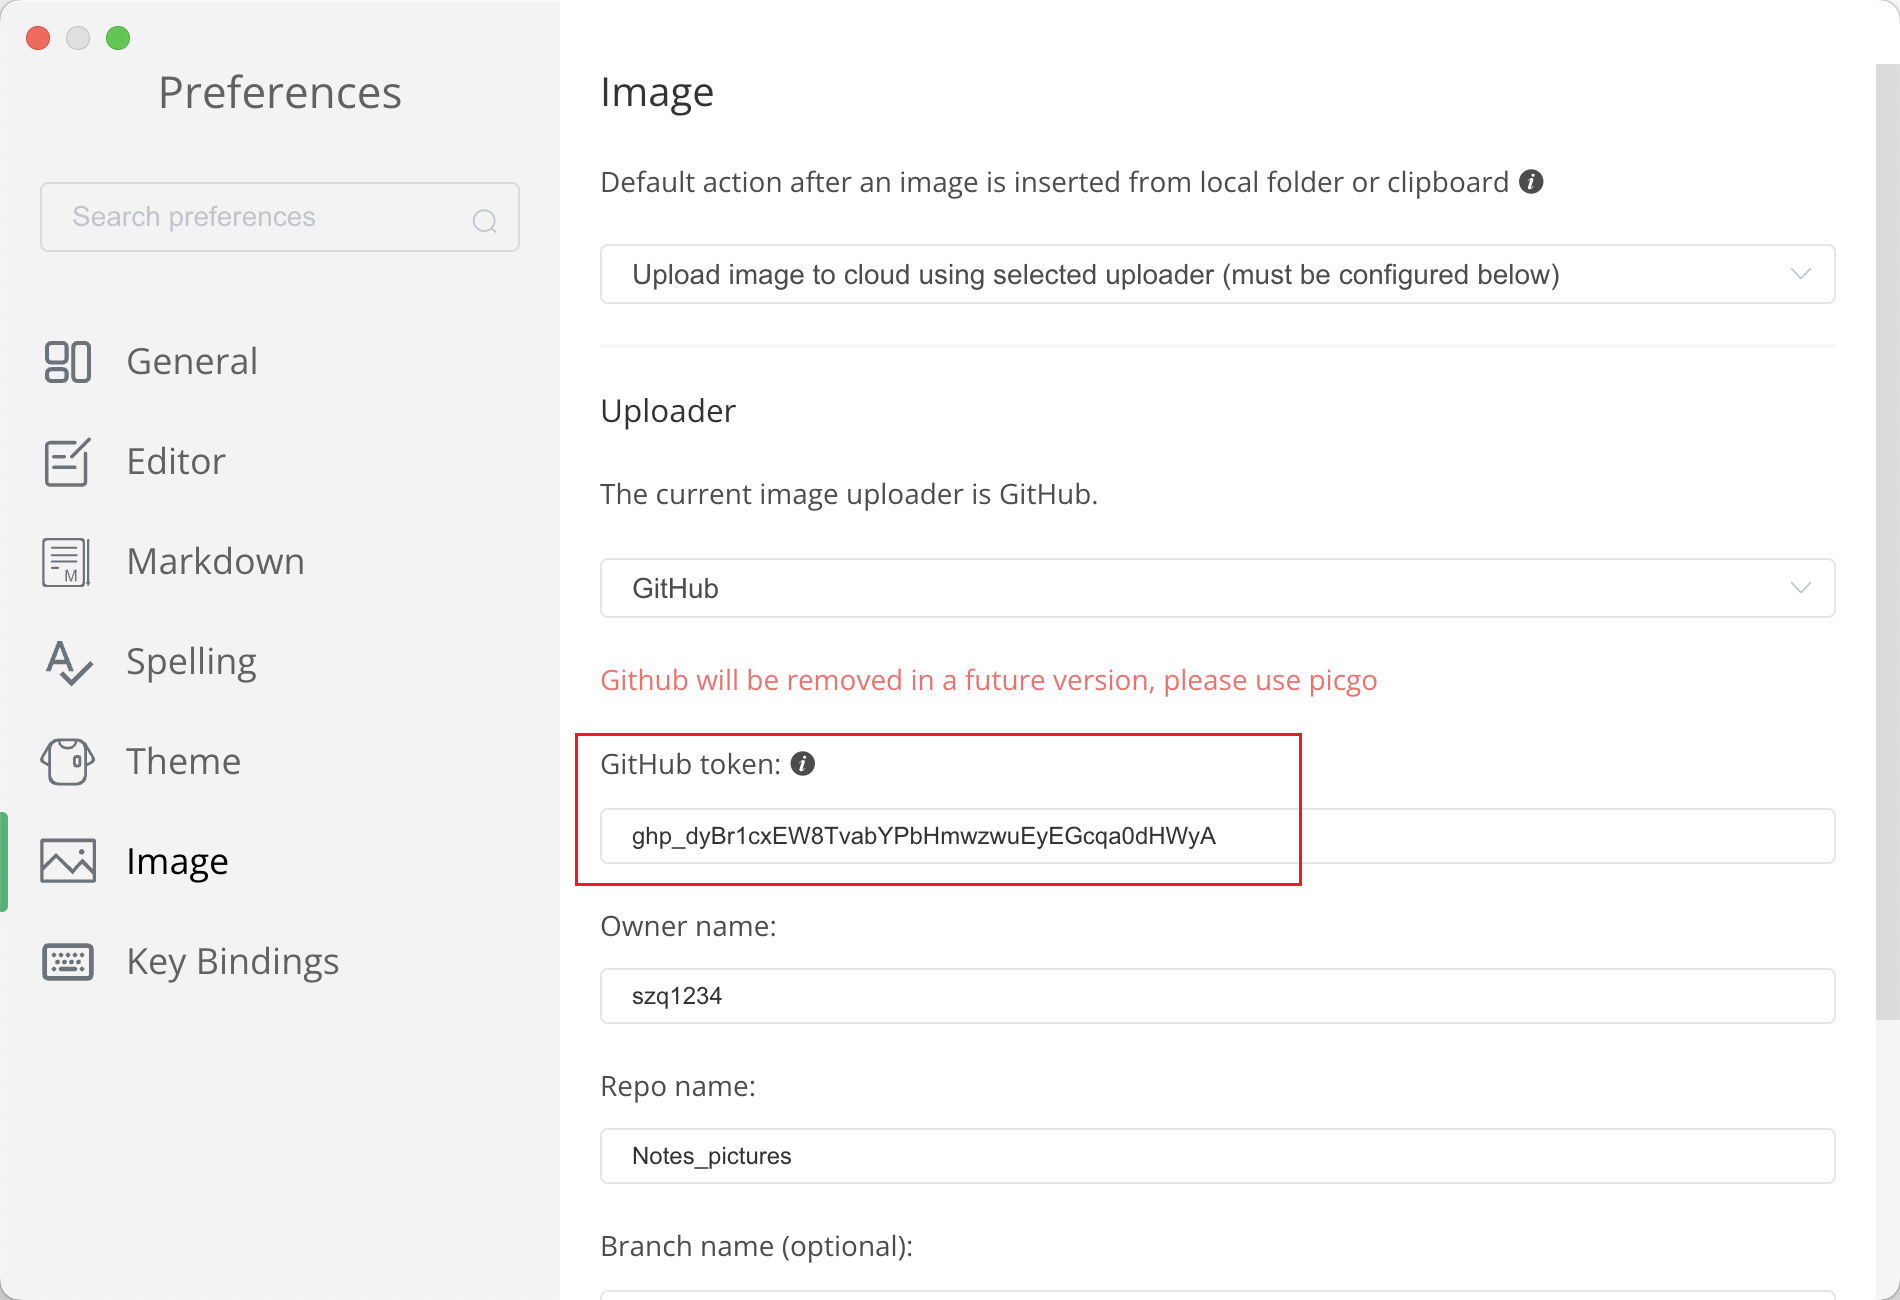 Preferences
Search preferences
General
Editor
Markdown
M
Spelling
Theme
Image
Key Bindings
Image
Default action after an image is inserted from local folder or clipboard
Upload image to cloud using selected uploader (must be configured below)
Uploader
The current image uploader is GitHub.
GitHub
Github will be removed in a future version, please use picgo
GitHub token:
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
Owner name:
szq1234
Repo name:
Notes_pictures
Branch name (optional):